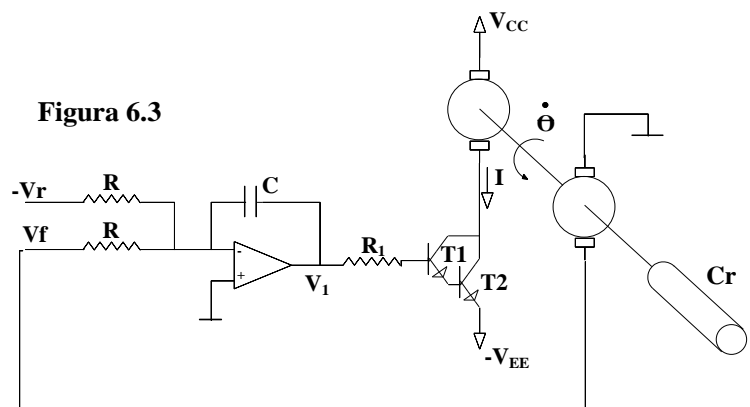 V_CC
Figura 6.3
Θ̇
I
C
R
-Vr
R
Vf
-
+
V_1
R_1
T1
T2
Cr
-V_EE